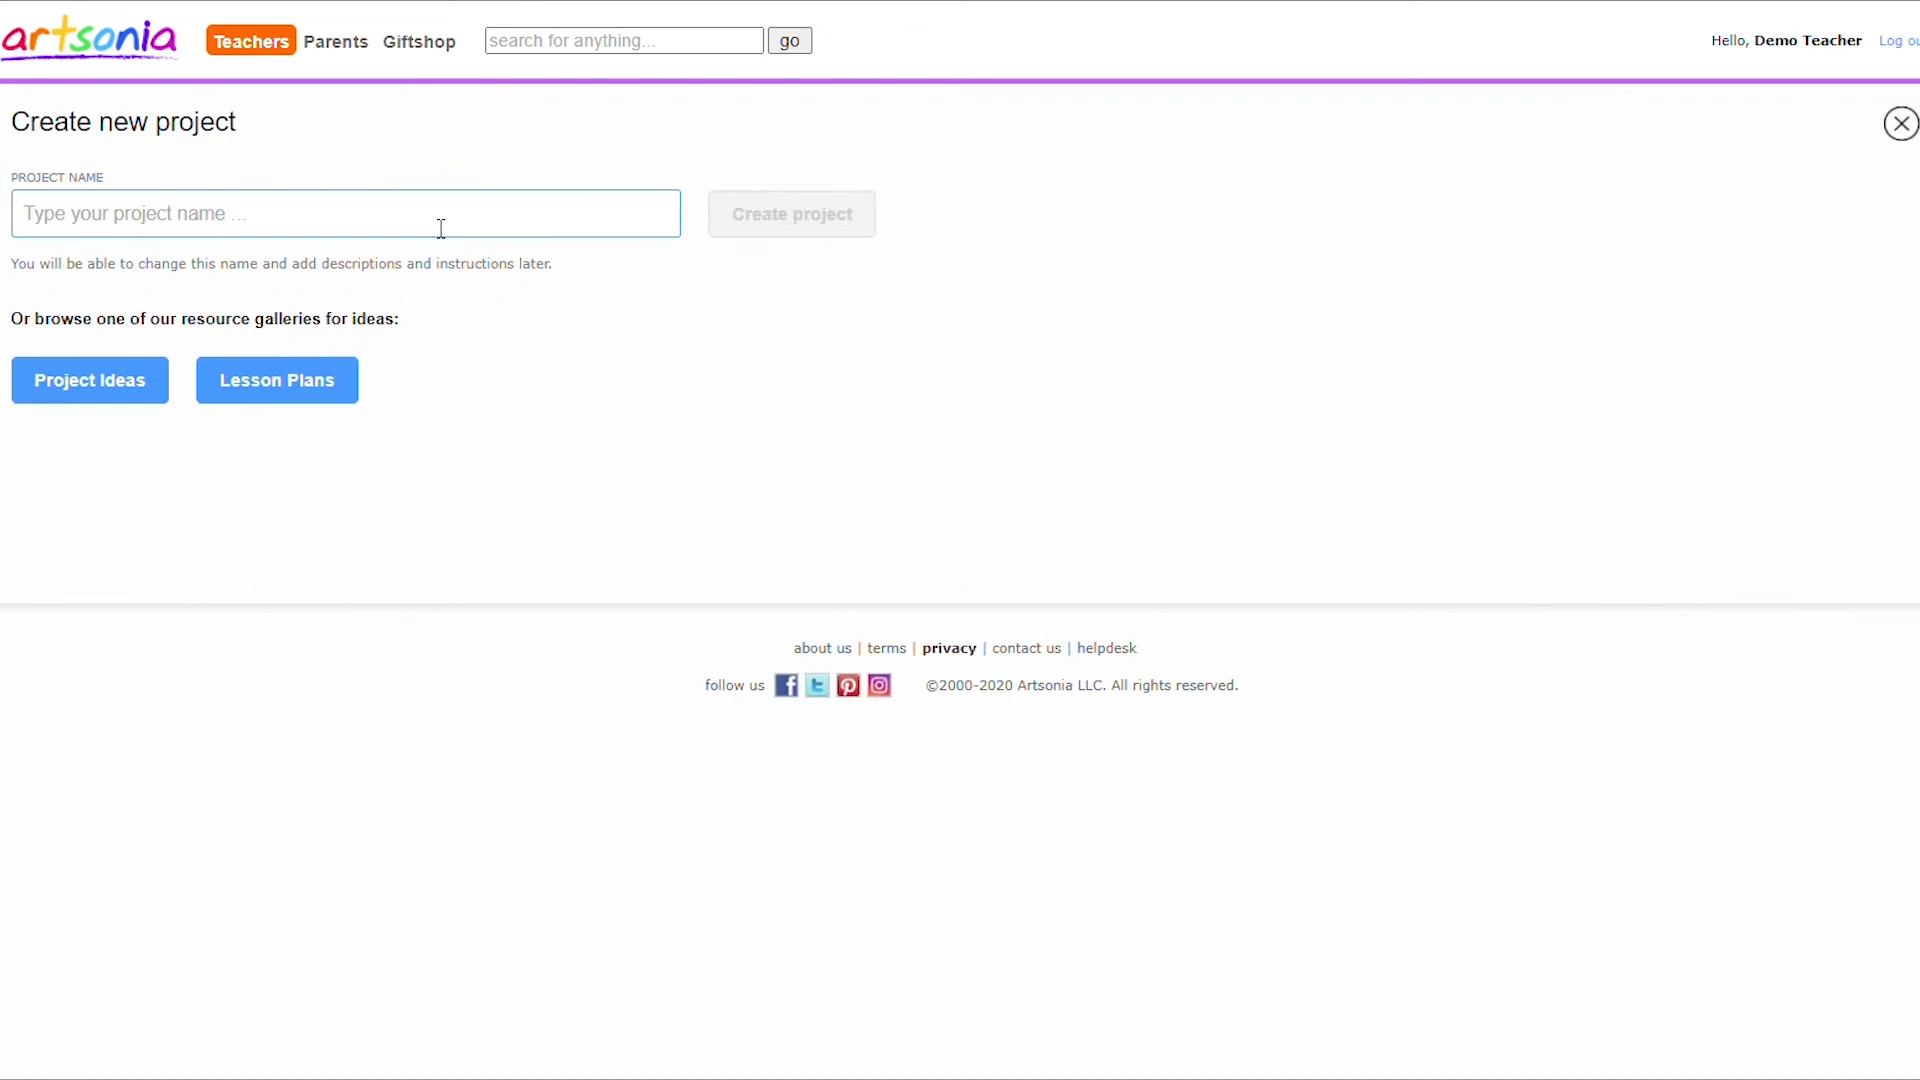 artsonia Teachers Parents Giftshop search for anything... go Hello, Demo Teacher Log ou
Create new project
PROJECT NAME
Type your project name ... Create project
You will be able to change this name and add descriptions and instructions later.
Or browse one of our resource galleries for ideas:
Project Ideas Lesson Plans
about us | terms | privacy | contact us | helpdesk
follow us ©2000-2020 Artsonia LLC. All rights reserved.